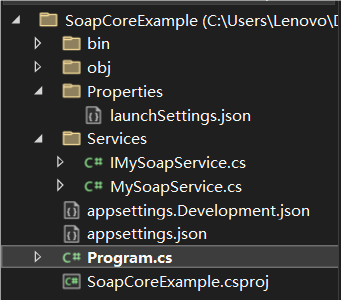 SoapCoreExample (C:\Users\Lenovo\
bin
obj
Properties
launchSettings.json
Services
C# IMySoapService.cs
C# MySoapService.cs
appsettings.Development.json
appsettings.json
C# Program.cs
SoapCoreExample.csproj